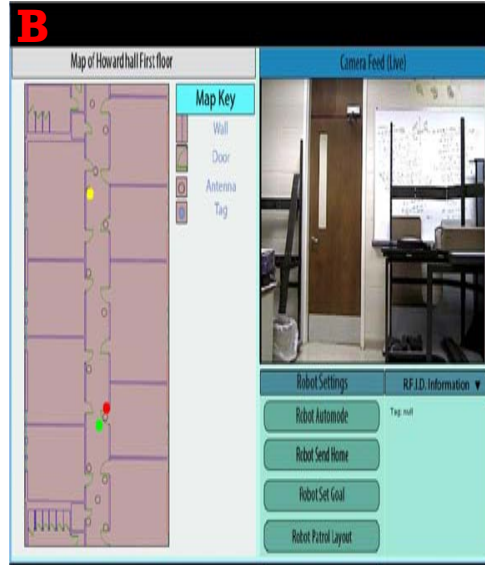 B
Map of Howard hall First floor
Camera Feed (Live)
Map Key
Wall
Door
Antenna
Tag
Robot Settings
R.F.I.D. Information ▼
Robot Automode
Tag: null
Robot Send Home
Robot Set Goal
Robot Patrol Layout